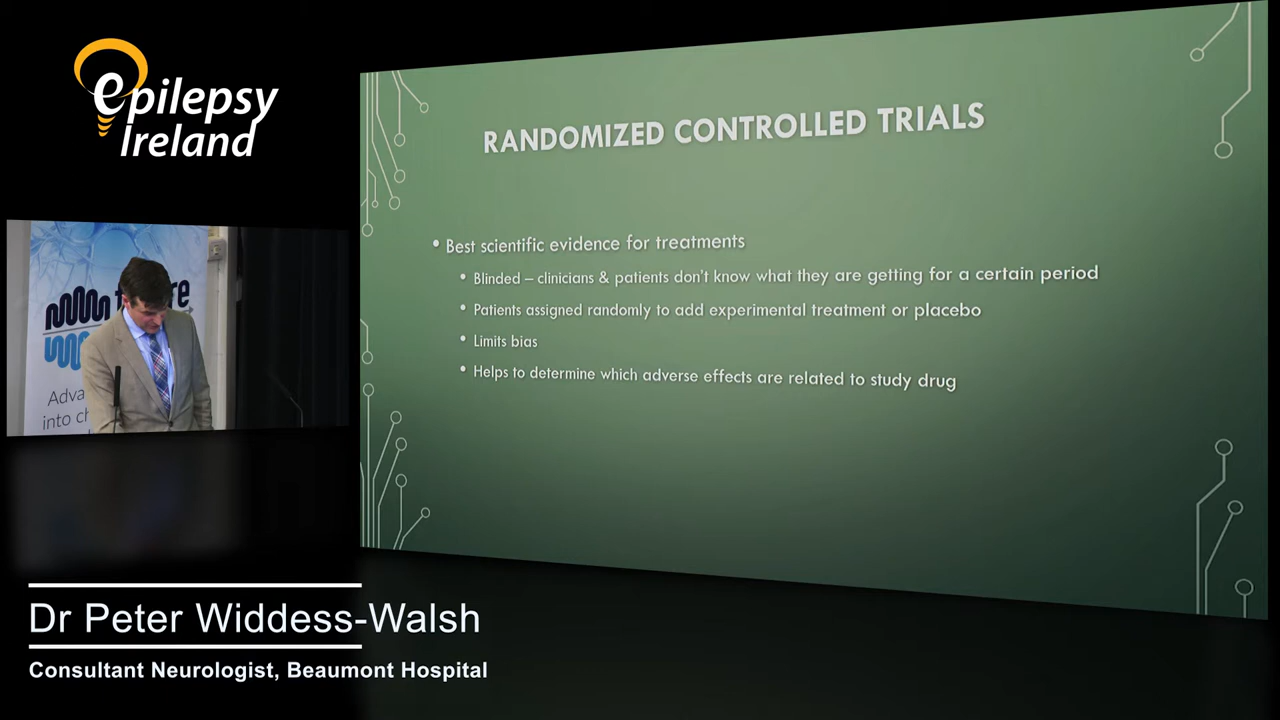 epilepsy
Ireland
RANDOMIZED CONTROLLED TRIALS
• Best scientific evidence for treatments
• Blinded – clinicians & patients don't know what they are getting for a certain period
• Patients assigned randomly to add experimental treatment or placebo
• Limits bias
• Helps to determine which adverse effects are related to study drug
Adva
into ch
Dr Peter Widdess-Walsh
Consultant Neurologist, Beaumont Hospital